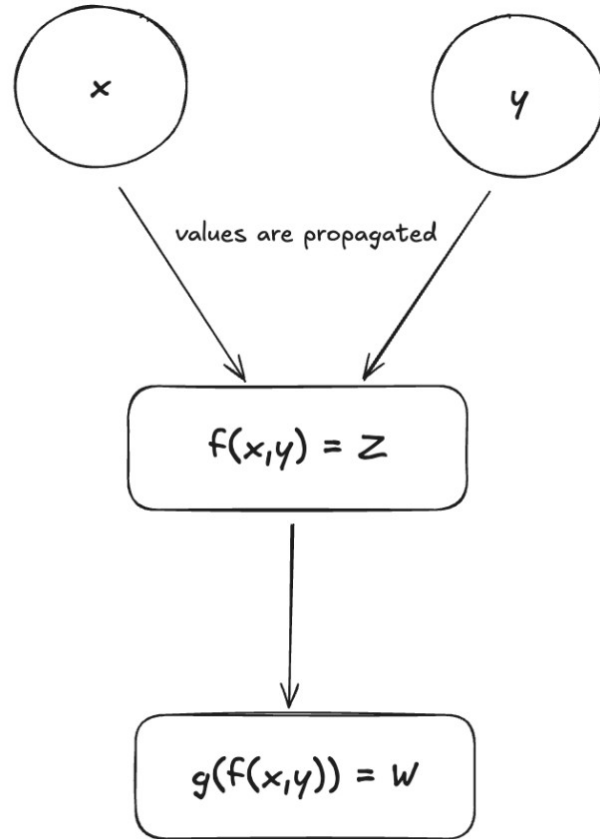 x
y
values are propagated
f(x,y) = z
g(f(x,y)) = w